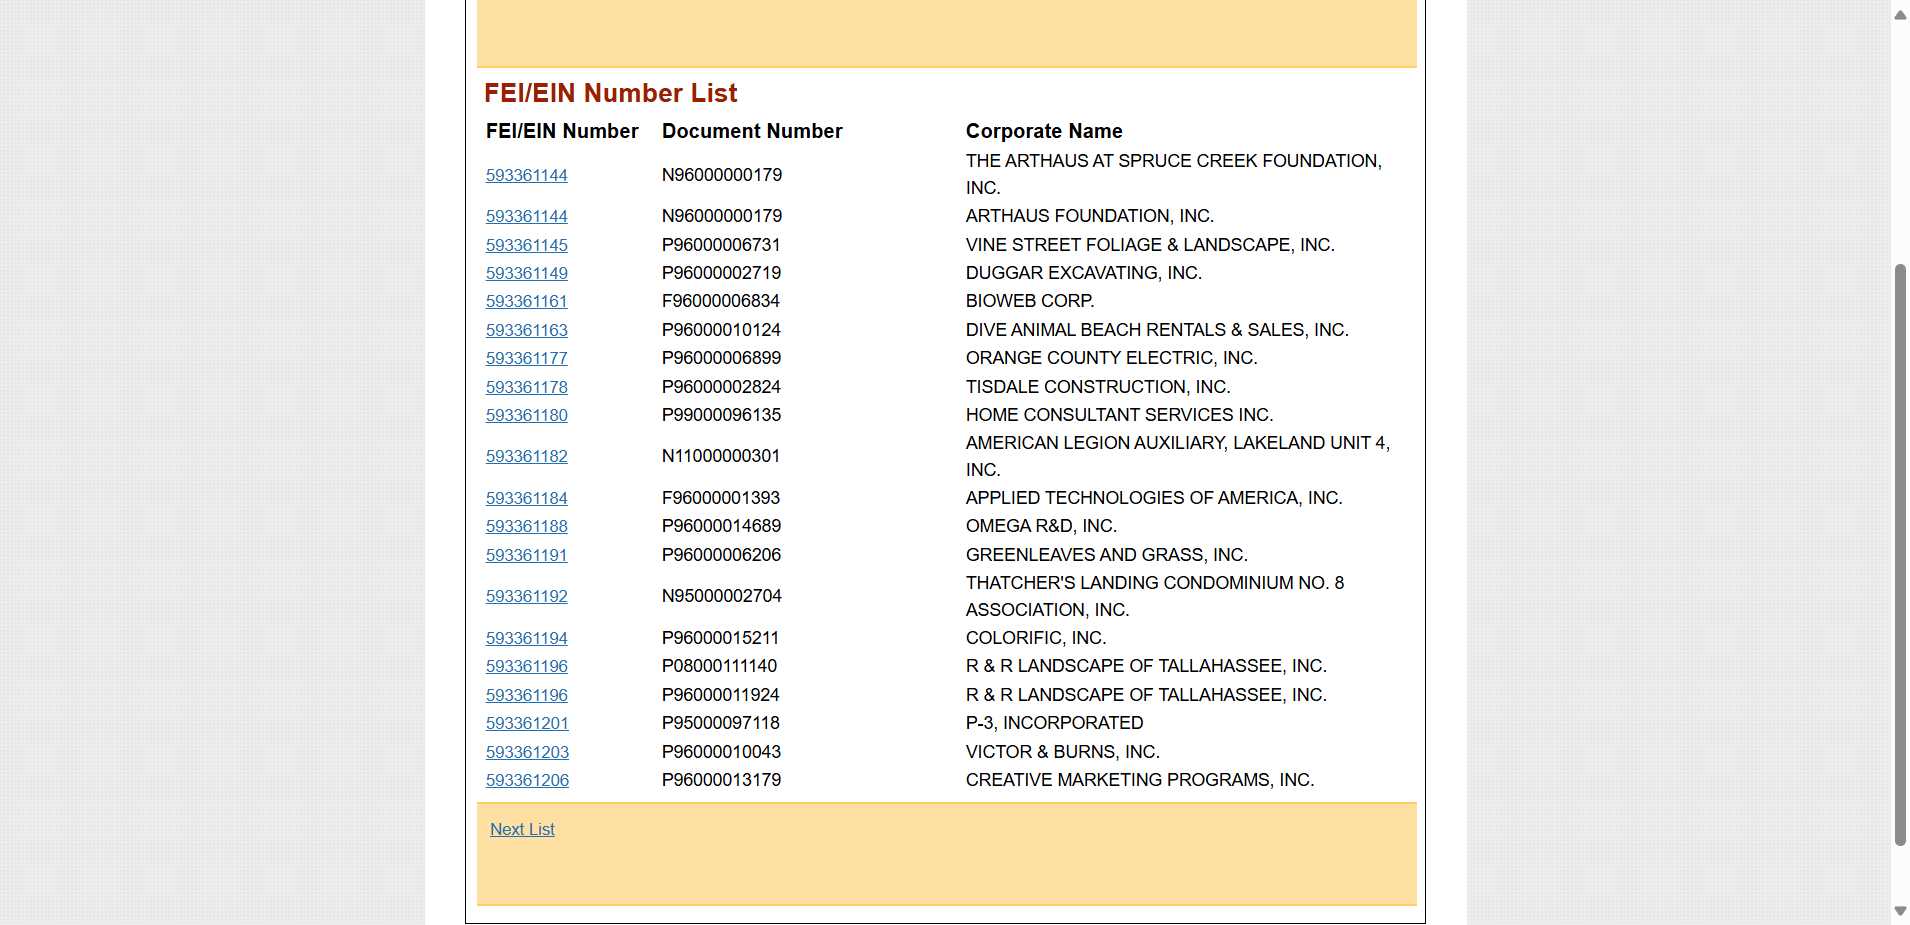 FEI/EIN Number List
FEI/EIN Number Document Number Corporate Name
593361144 N96000000179 THE ARTHAUS AT SPRUCE CREEK FOUNDATION,
INC.
593361144 N96000000179 ARTHAUS FOUNDATION, INC.
593361145 P96000006731 VINE STREET FOLIAGE & LANDSCAPE, INC.
593361149 P96000002719 DUGGAR EXCAVATING, INC.
593361161 F96000006834 BIOWEB CORP.
593361163 P96000010124 DIVE ANIMAL BEACH RENTALS & SALES, INC.
593361177 P96000006899 ORANGE COUNTY ELECTRIC, INC.
593361178 P96000002824 TISDALE CONSTRUCTION, INC.
593361180 P99000096135 HOME CONSULTANT SERVICES INC.
593361182 N11000000301 AMERICAN LEGION AUXILIARY, LAKELAND UNIT 4,
INC.
593361184 F96000001393 APPLIED TECHNOLOGIES OF AMERICA, INC.
593361188 P96000014689 OMEGA R&D, INC.
593361191 P96000006206 GREENLEAVES AND GRASS, INC.
593361192 N95000002704 THATCHER'S LANDING CONDOMINIUM NO. 8
ASSOCIATION, INC.
593361194 P96000015211 COLORIFIC, INC.
593361196 P08000111140 R & R LANDSCAPE OF TALLAHASSEE, INC.
593361196 P96000011924 R & R LANDSCAPE OF TALLAHASSEE, INC.
593361201 P95000097118 P-3, INCORPORATED
593361203 P96000010043 VICTOR & BURNS, INC.
593361206 P96000013179 CREATIVE MARKETING PROGRAMS, INC.
Next List